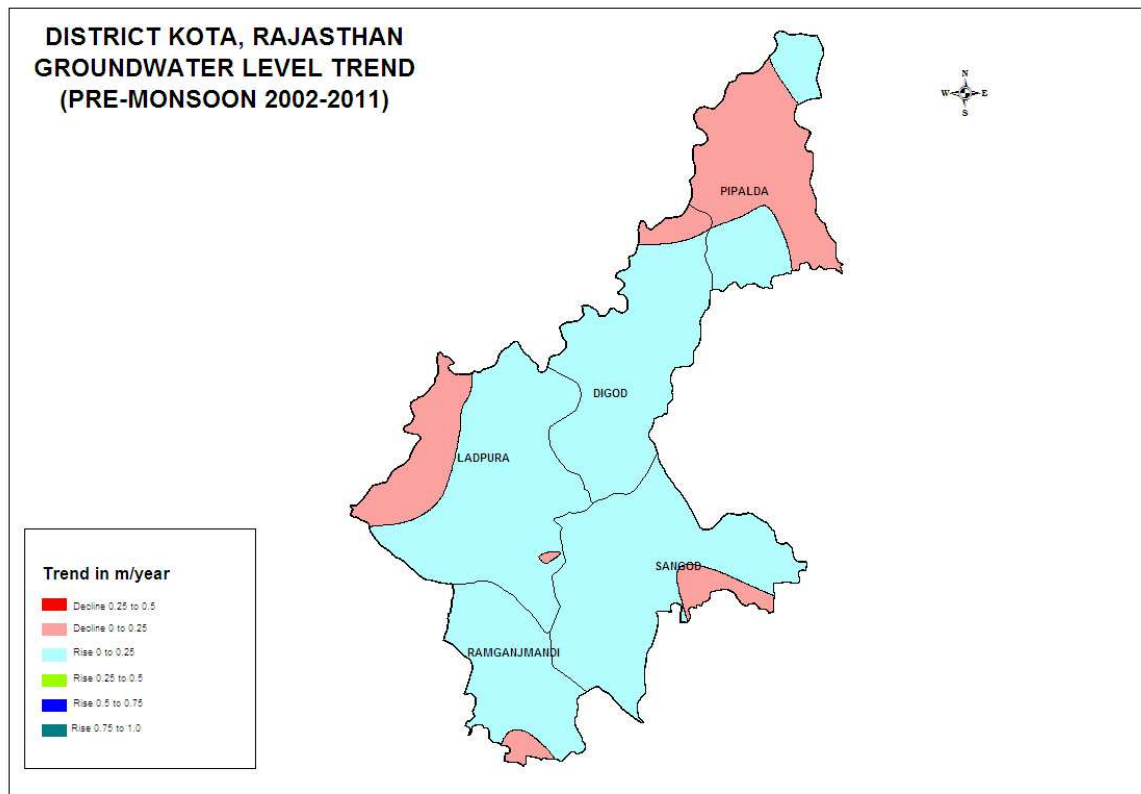 DISTRICT KOTA, RAJASTHAN
GROUNDWATER LEVEL TREND
(PRE-MONSOON 2002-2011)
N
W E
S
PIPALDA
DIGOD
LADPURA
SANGOD
RAMGANJMANDI
Trend in m/year
Decline 0.25 to 0.5
Decline 0 to 0.25
Rise 0 to 0.25
Rise 0.25 to 0.5
Rise 0.5 to 0.75
Rise 0.75 to 1.0